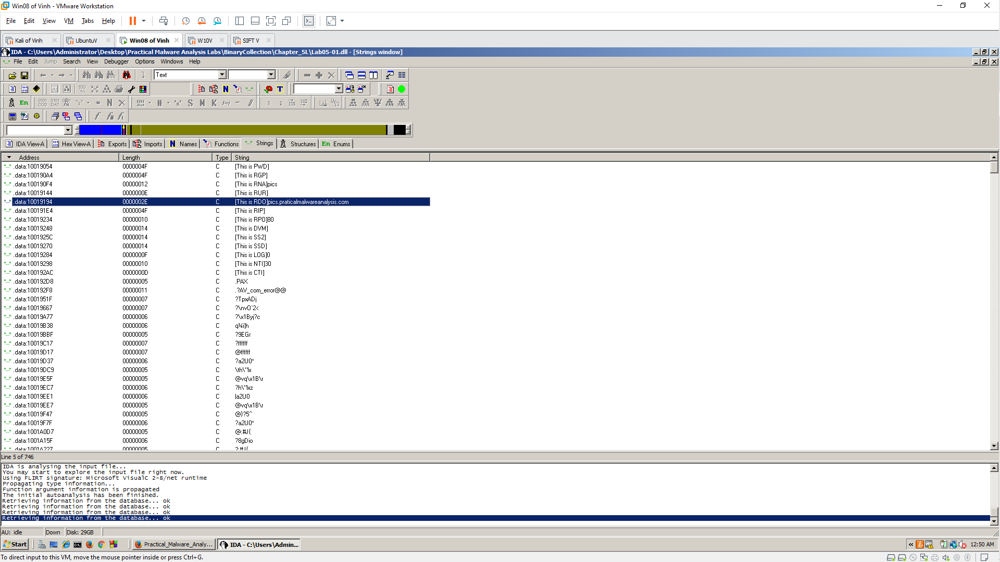 Win08 of Vinh - VMware Workstation
File Edit View VM Tabs Help
Kali of Vinh UbuntuV Win08 of Vinh W10V SIFT V
IDA - C:\Users\Administrator\Desktop\Practical Malware Analysis Labs\BinaryCollection\Chapter_5L\Lab05-01.dll - [Strings window]
File Edit Jump Search View Debugger Options Windows Help
Text
En
IDA View-A Hex View-A Exports Imports N Names Functions Strings Structures En Enums
Address Length Type String
.data:10019054 0000004F C [This is PWD]
.data:100190A4 0000004F C [This is RGP]
.data:100190F4 00000012 C [This is RNA]pics
.data:10019144 0000000E C [This is RUR]
.data:10019194 0000002E C [This is RDO]pics.praticalmalwareanalysis.com
.data:100191E4 0000004F C [This is RIP]
.data:10019234 00000010 C [This is RPO]80
.data:10019248 00000014 C [This is DVM]
.data:1001925C 00000014 C [This is SS2]
.data:10019270 00000014 C [This is SSD]
.data:10019284 0000000F C [This is LOG]0
.data:10019298 00000010 C [This is NTI]30
.data:100192AC 0000000D C [This is CTI]
.data:100192D8 00000005 C .PAX
.data:100192F8 00000011 C .?AV_com_error@@
.data:1001951F 00000007 C ?TpxADj
.data:10019667 00000007 C ?\nvO`2<
.data:10019A77 00000006 C ?\x1Byj?c
.data:10019B38 00000006 C q¼i¦h
.data:10019BBF 00000005 C ?9EGr
.data:10019C17 00000007 C ?ffffff
.data:10019D17 00000007 C @ffffff
.data:10019D37 00000006 C ?a2U0*
.data:10019DC9 00000005 C \th\"lx
.data:10019E5F 00000005 C @vq\x1B\r
.data:10019EC7 00000006 C ?h\"lxz
.data:10019EE1 00000006 C |a2U0
.data:10019EE7 00000005 C @vq\x1B\r
.data:10019F47 00000005 C @}?5^
.data:10019F7F 00000006 C ?a2U0*
.data:1001A0D7 00000005 C @:#J{
.data:1001A15F 00000006 C ?8gDio
.data:1001A227 00000005 C ?:#J{
Line 5 of 746
IDA is analysing the input file...
You may start to explore the input file right now.
Using FLIRT signature: Microsoft VisualC 2-8/net runtime
Propagating type information...
Function argument information is propagated
The initial autoanalysis has been finished.
Retrieving information from the database... ok
Retrieving information from the database... ok
Retrieving information from the database... ok
Retrieving information from the database... ok
AU: idle Down Disk: 29GB
Start Practical_Malware_Analy... IDA - C:\Users\Admin... « 12:50 AM
To direct input to this VM, move the mouse pointer inside or press Ctrl+G.